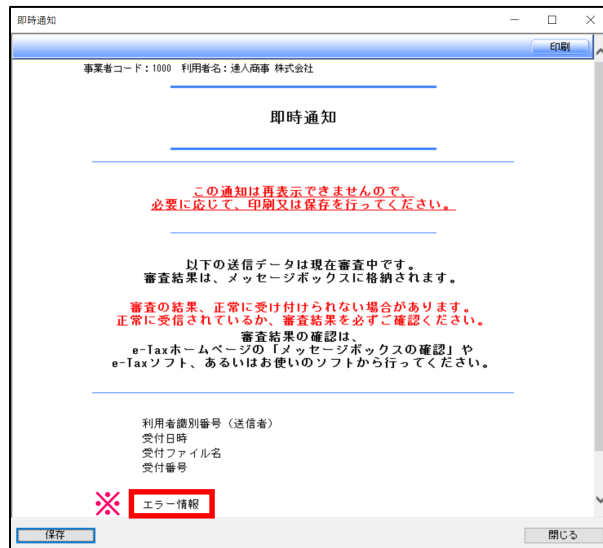 即時通知
印刷
事業者コード：1000　利用者名：達人商事 株式会社
即時通知
この通知は再表示できませんので、
必要に応じて、印刷又は保存を行ってください。
以下の送信データは現在審査中です。
審査結果は、メッセージボックスに格納されます。
審査の結果、正常に受け付けられない場合があります。
正常に受信されているか、審査結果を必ずご確認ください。
審査結果の確認は、
e-Taxホームページの「メッセージボックスの確認」や
e-Taxソフト、あるいはお使いのソフトから行ってください。
利用者識別番号（送信者）
受付日時
受付ファイル名
受付番号
※ エラー情報
保存 閉じる